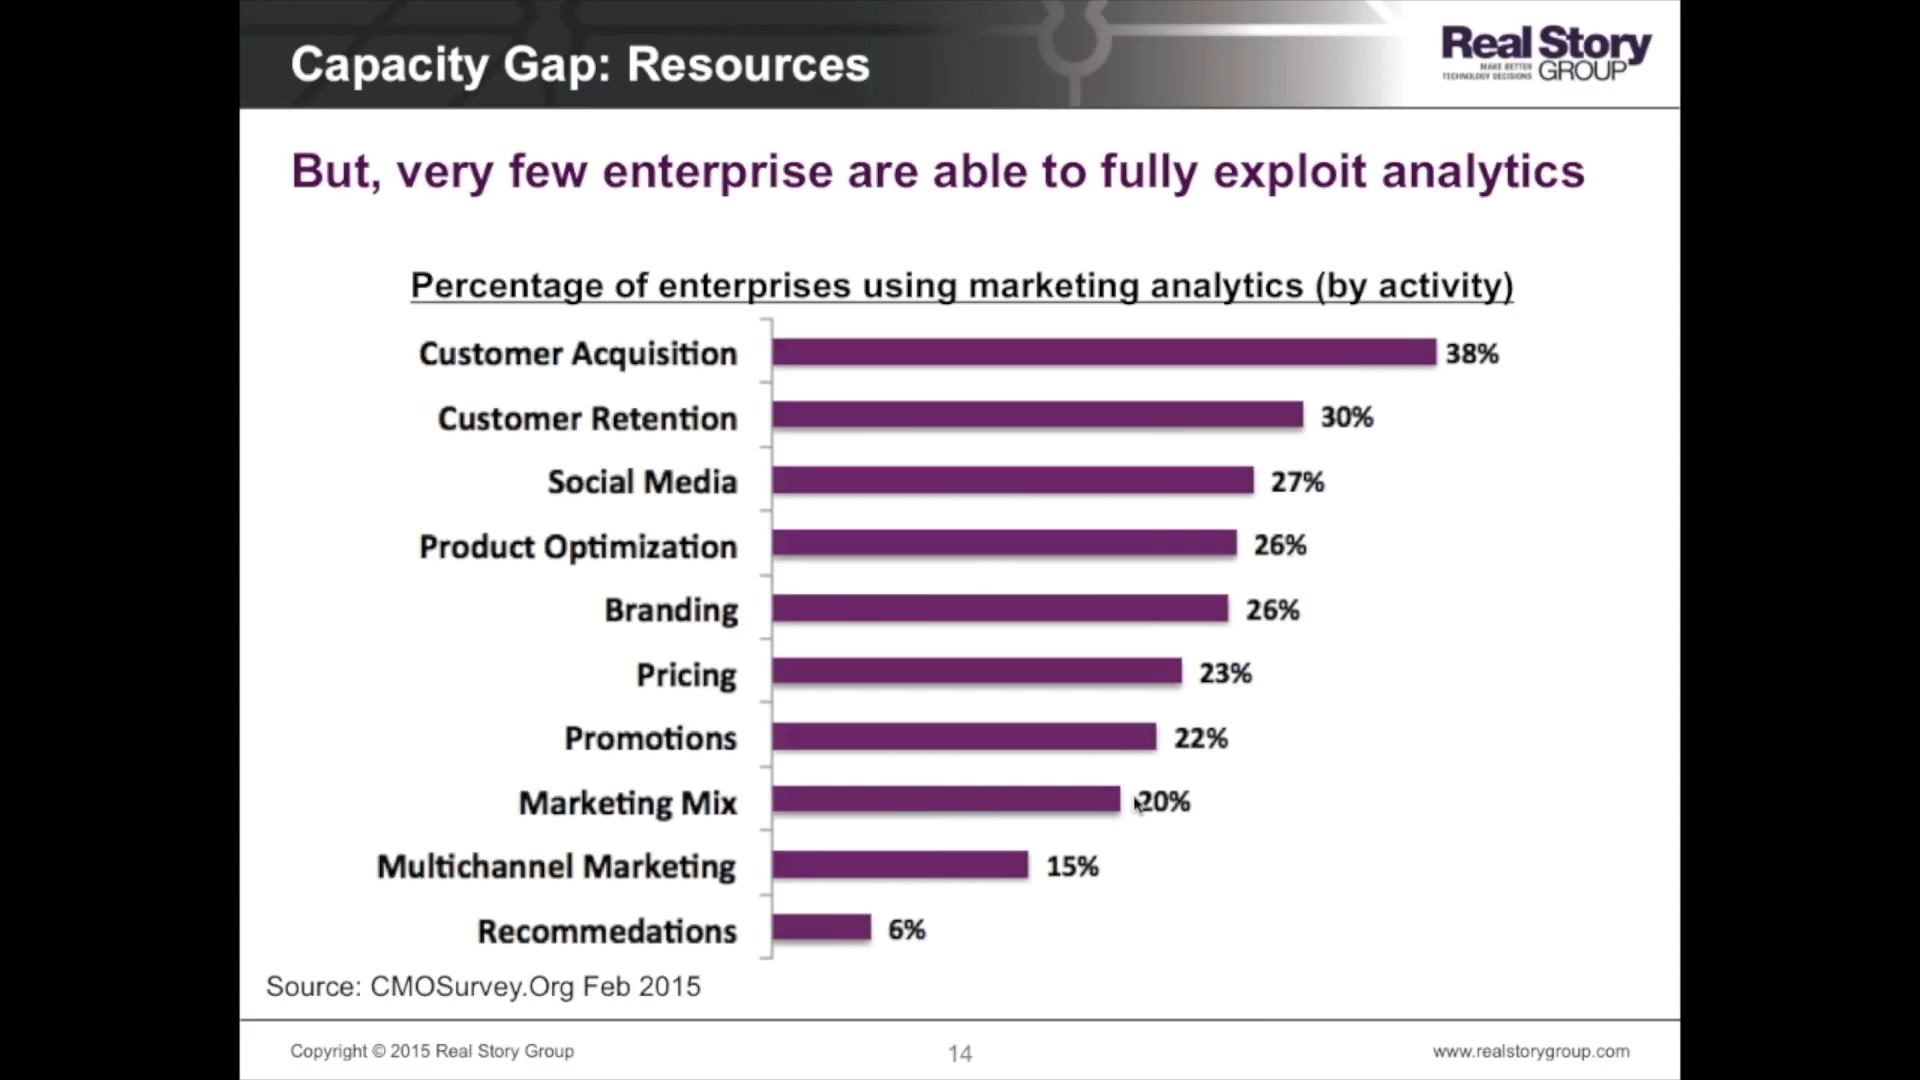 Capacity Gap: Resources
Real Story
MAKE BETTER
TECHNOLOGY DECISIONS GROUP
But, very few enterprise are able to fully exploit analytics
Percentage of enterprises using marketing analytics (by activity)
Customer Acquisition 38%
Customer Retention 30%
Social Media 27%
Product Optimization 26%
Branding 26%
Pricing 23%
Promotions 22%
Marketing Mix 20%
Multichannel Marketing 15%
Recommedations 6%
Source: CMOSurvey.Org Feb 2015
Copyright © 2015 Real Story Group 14 www.realstorygroup.com